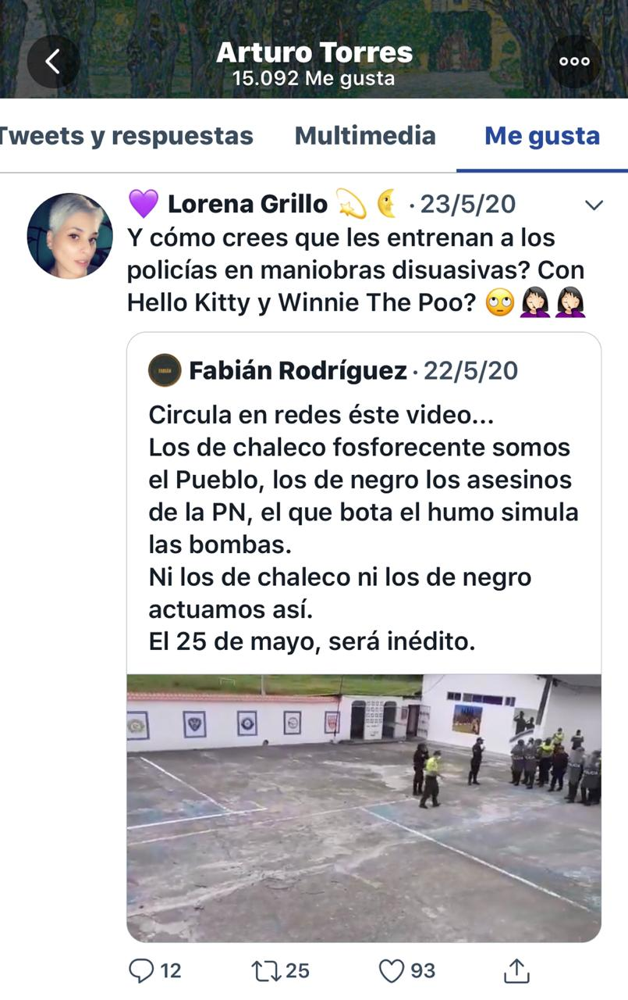 Arturo Torres
15.092 Me gusta
Tweets y respuestas Multimedia Me gusta
💜 Lorena Grillo 💫 🌜 · 23/5/20
Y cómo crees que les entrenan a los
policías en maniobras disuasivas? Con
Hello Kitty y Winnie The Poo? 🙄🤦🏻‍♀️🤦🏻‍♀️
FABIÁN
Fabián Rodríguez · 22/5/20
Circula en redes éste video...
Los de chaleco fosforecente somos
el Pueblo, los de negro los asesinos
de la PN, el que bota el humo simula
las bombas.
Ni los de chaleco ni los de negro
actuamos así.
El 25 de mayo, será inédito.
12 25 93